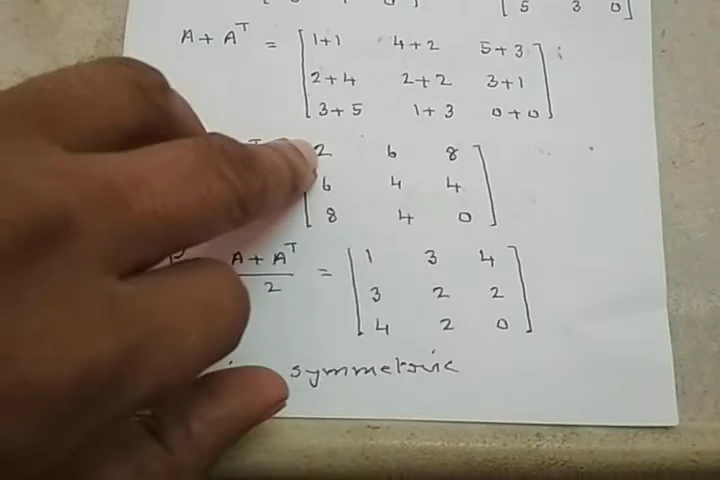 5 3 0
A + A^T = [ 1+1 4+2 5+3
2+4 2+2 3+1
3+5 1+3 0+0 ]
2 6 8
6 4 4
8 4 0 ]
A + A^T / 2 = [ 1 3 4
3 2 2
4 2 0 ]
symmetric